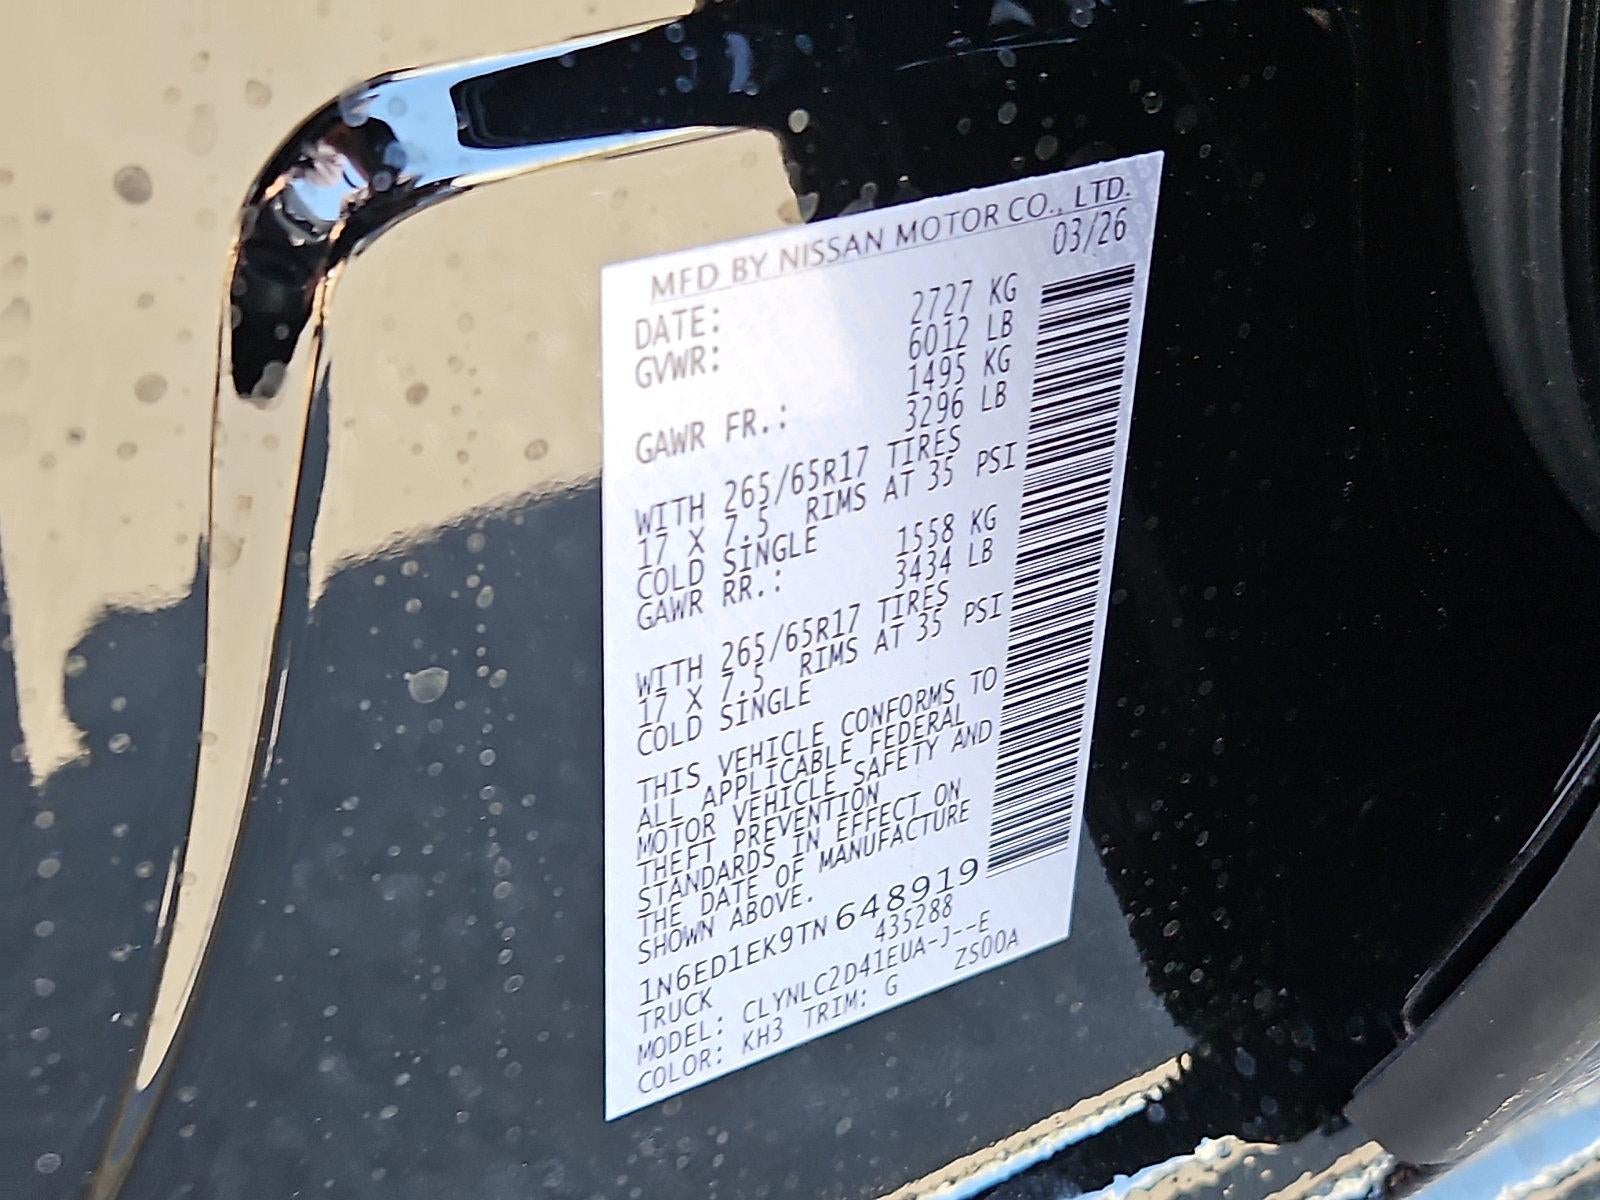 MFD BY NISSAN MOTOR CO., LTD.
DATE: 03/26
GVWR: 2727 KG
6012 LB
GAWR FR.: 1495 KG
3296 LB
WITH 265/65R17 TIRES
17 X 7.5 RIMS AT 35 PSI
COLD SINGLE
GAWR RR.: 1558 KG
3434 LB
WITH 265/65R17 TIRES
17 X 7.5 RIMS AT 35 PSI
COLD SINGLE
THIS VEHICLE CONFORMS TO
ALL APPLICABLE FEDERAL
MOTOR VEHICLE SAFETY AND
THEFT PREVENTION
STANDARDS IN EFFECT ON
THE DATE OF MANUFACTURE
SHOWN ABOVE.
1N6ED1EK9TN648919
TRUCK 435288
MODEL: CLYNLC2D41EUA-J--E
COLOR: KH3 TRIM: G ZS00A